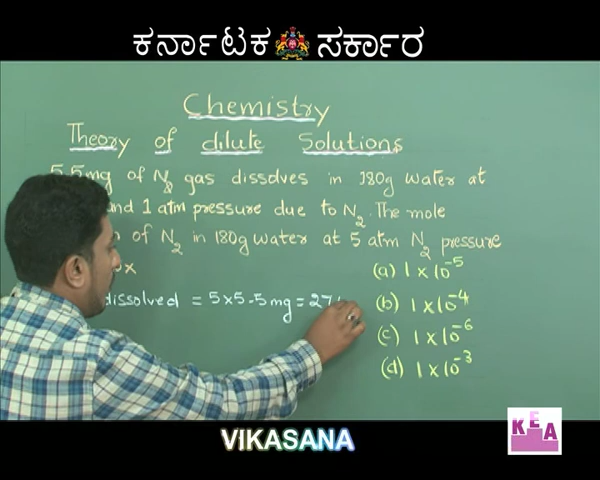 ಕರ್ನಾಟಕ ಸರ್ಕಾರ
Chemistry
Theory of dilute Solutions
5.5mg of N2 gas dissolves in 180g water at
and 1 atm pressure due to N2. The mole
of N2 in 180g water at 5 atm N2 pressure
x
(a) 1 × 10⁻⁵
dissolved = 5×5.5mg = 27
(b) 1 × 10⁻⁴
(c) 1 × 10⁻⁶
(d) 1 × 10⁻³
KEA
VIKASANA